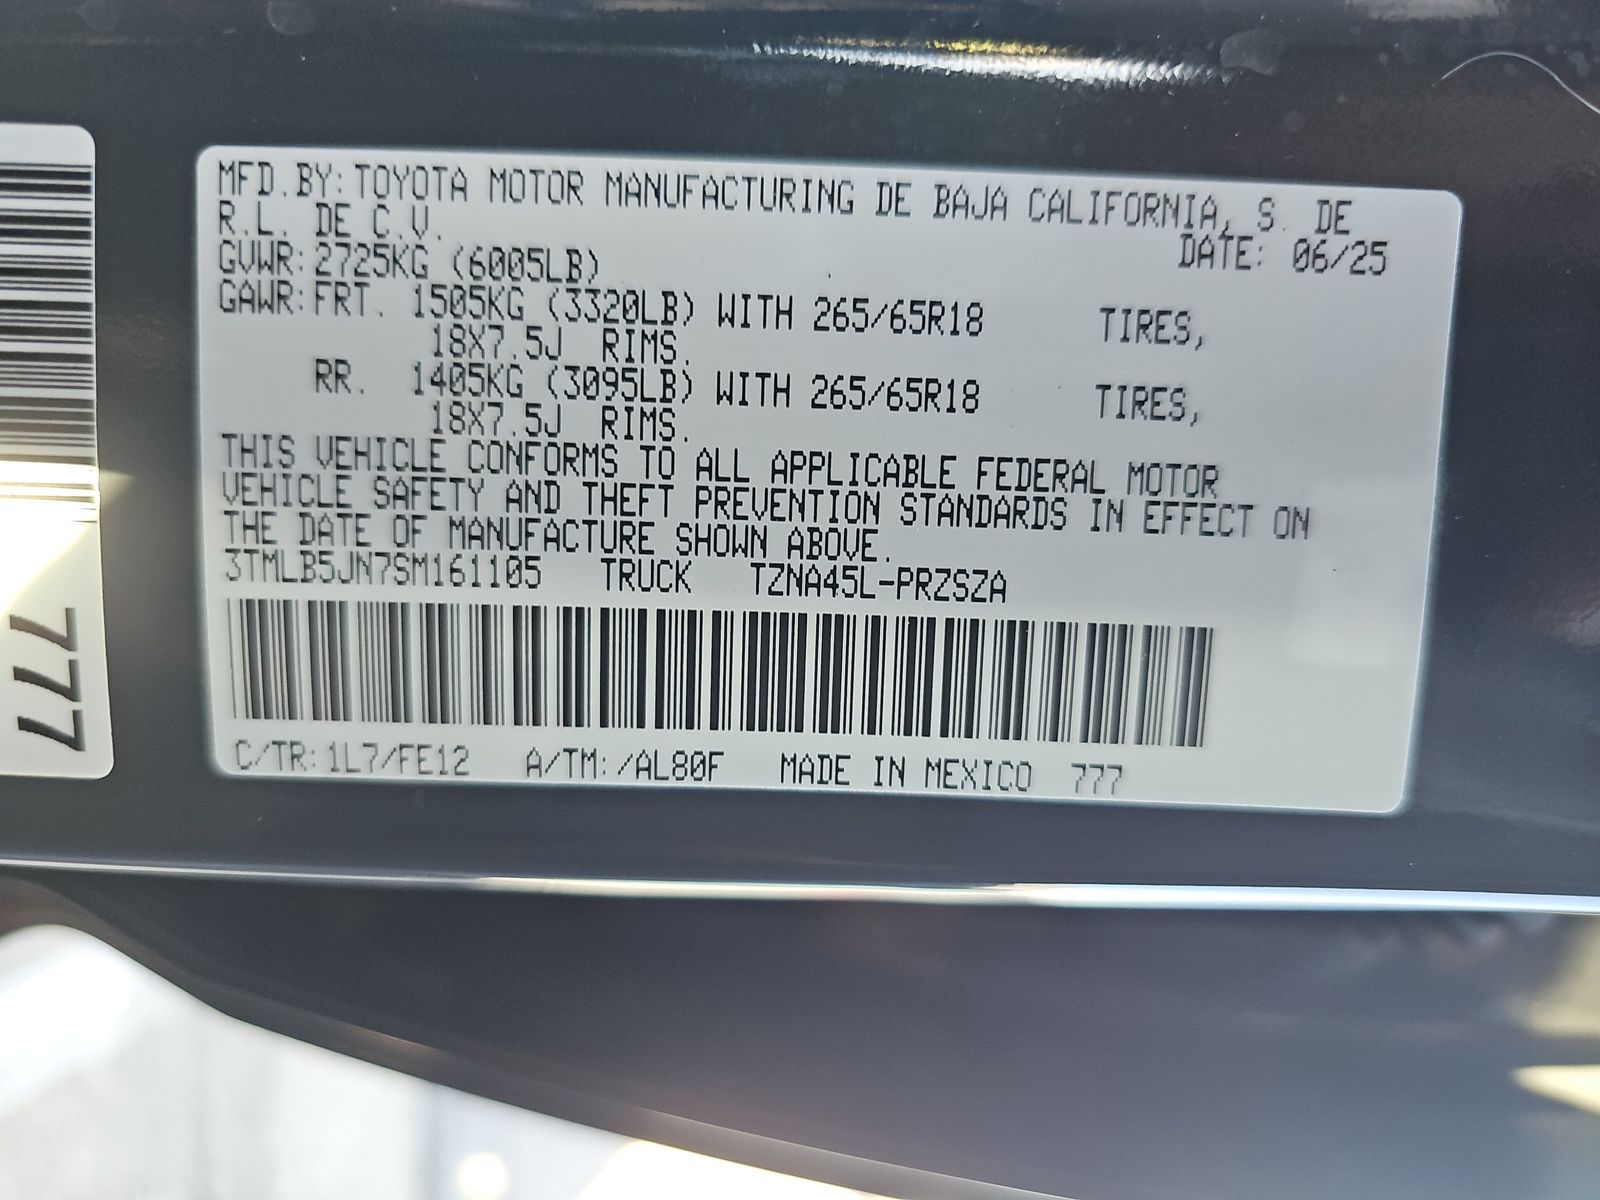 MFD.BY:TOYOTA MOTOR MANUFACTURING DE BAJA CALIFORNIA, S. DE
R.L. DE C.V.
DATE: 06/25
GVWR:2725KG (6005LB)
GAWR:FRT. 1505KG (3320LB) WITH 265/65R18 TIRES,
18X7.5J RIMS.
RR. 1405KG (3095LB) WITH 265/65R18 TIRES,
18X7.5J RIMS.
THIS VEHICLE CONFORMS TO ALL APPLICABLE FEDERAL MOTOR
VEHICLE SAFETY AND THEFT PREVENTION STANDARDS IN EFFECT ON
THE DATE OF MANUFACTURE SHOWN ABOVE.
3TMLB5JN7SM161105 TRUCK TZNA45L-PRZSZA
C/TR:1L7/FE12 A/TM:/AL80F MADE IN MEXICO 777
777